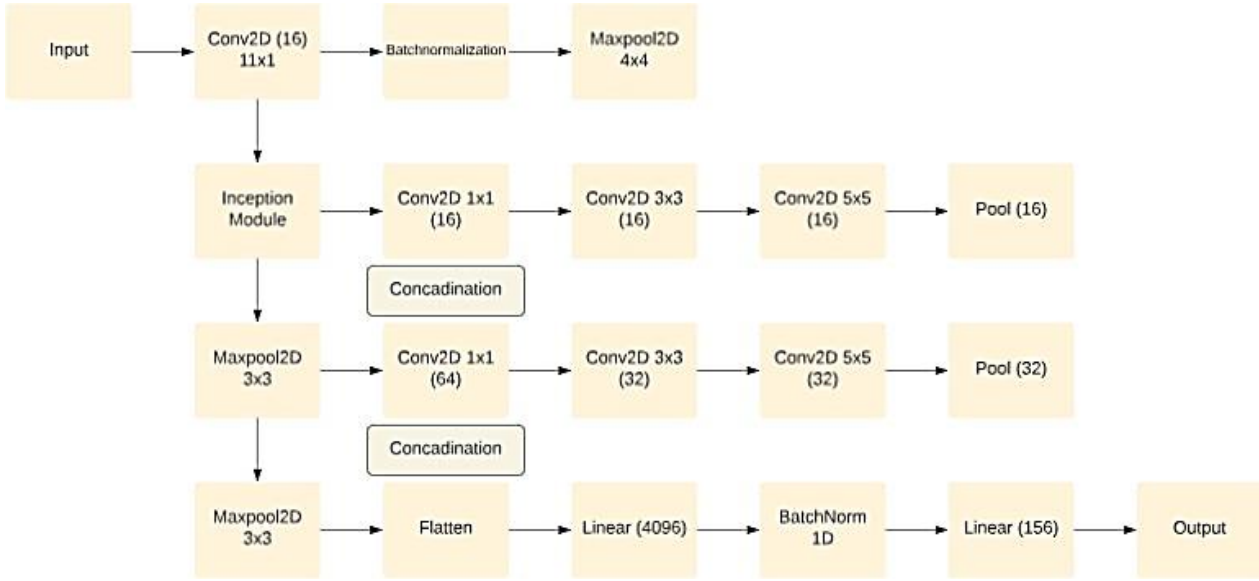 Input
Conv2D (16)
11x1
Batchnormalization
Maxpool2D
4x4
Inception
Module
Conv2D 1x1
(16)
Conv2D 3x3
(16)
Conv2D 5x5
(16)
Pool (16)
Concadination
Maxpool2D
3x3
Conv2D 1x1
(64)
Conv2D 3x3
(32)
Conv2D 5x5
(32)
Pool (32)
Concadination
Maxpool2D
3x3
Flatten
Linear (4096)
BatchNorm
1D
Linear (156)
Output